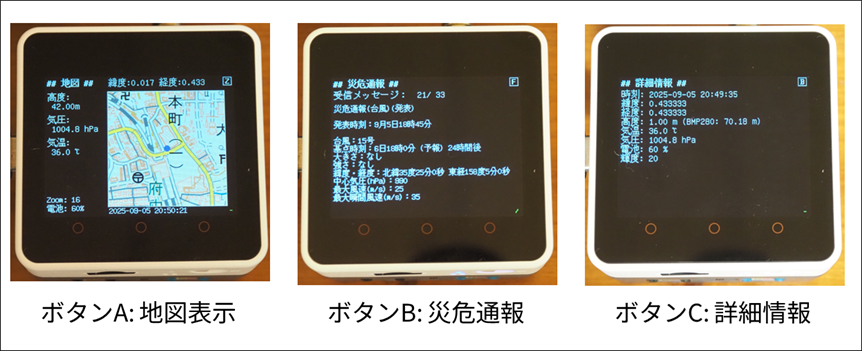 ## 地図 ##
緯度:0.017 経度:0.433
Z
高度:
42.00m
気圧:
1004.8 hPa
気温:
36.0 ℃
Zoom: 16
電池: 60%
本町
(一)
府
2025-09-05 20:50:21
## 災危通報 ##
F
受信メッセージ: 21/ 33
災危通報(台風)(発表)
発表時刻:9月5日18時45分
台風:15号
基点時刻:6日18時0分 (予報) 24時間後
大きさ:なし
強さ:なし
緯度・経度:北緯35度25分0秒 東経158度5分0秒
中心気圧(hPa):990
最大風速(m/s):25
最大瞬間風速(m/s):35
## 詳細情報 ##
B
時刻: 2025-09-05 20:49:35
緯度: 0.433333
経度: 0.433333
高度: 1.00 m (BMP280: 70.18 m)
気温: 36.0 ℃
気圧: 1004.8 hPa
電池: 60 %
輝度: 20
ボタンA: 地図表示
ボタンB: 災危通報
ボタンC: 詳細情報